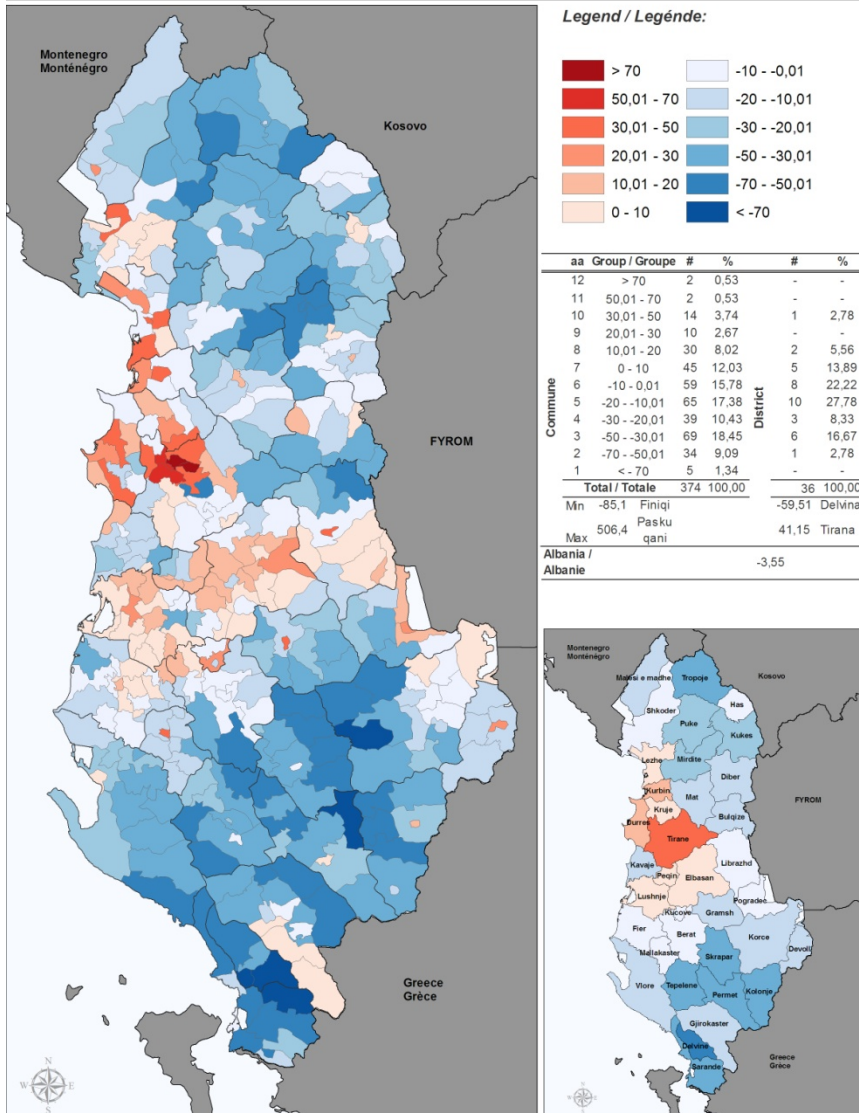 Legend / Legénde:
> 70
50,01 - 70
30,01 - 50
20,01 - 30
10,01 - 20
0 - 10
-10 - -0,01
-20 - -10,01
-30 - -20,01
-50 - -30,01
-70 - -50,01
< -70
Montenegro
Monténégro
Kosovo
FYROM
Greece
Grèce
N
W E
S
aa Group / Groupe # % # %
Commune
District
12 > 70 2 0,53 - -
11 50,01 - 70 2 0,53 - -
10 30,01 - 50 14 3,74 1 2,78
9 20,01 - 30 10 2,67 - -
8 10,01 - 20 30 8,02 2 5,56
7 0 - 10 45 12,03 5 13,89
6 -10 - 0,01 59 15,78 8 22,22
5 -20 - -10,01 65 17,38 10 27,78
4 -30 - -20,01 39 10,43 3 8,33
3 -50 - -30,01 69 18,45 6 16,67
2 -70 - -50,01 34 9,09 1 2,78
1 < - 70 5 1,34 - -
Total / Totale 374 100,00 36 100,00
Min -85,1 Finiqi -59,51 Delvina
Max 506,4 Pasku qani 41,15 Tirana
Albania /
Albanie -3,55
Montenegro
Monténégro
Kosovo
Malesi e madhe
Tropoje
Shkoder
Has
Puke
Kukes
Lezhe
Mirdite
Kurbin
Diber
Mat
FYROM
Kruje
Bulqize
Durres
Tirane
Librazhd
Kavaje
Peqin
Elbasan
Lushnje
Pogradec
Kucove
Gramsh
Fier
Berat
Korce
Devoll
Mallakaster
Skrapar
Vlore
Tepelene
Permet
Kolonje
Gjirokaster
Delvine
Sarande
Greece
Grèce
N
W E
S